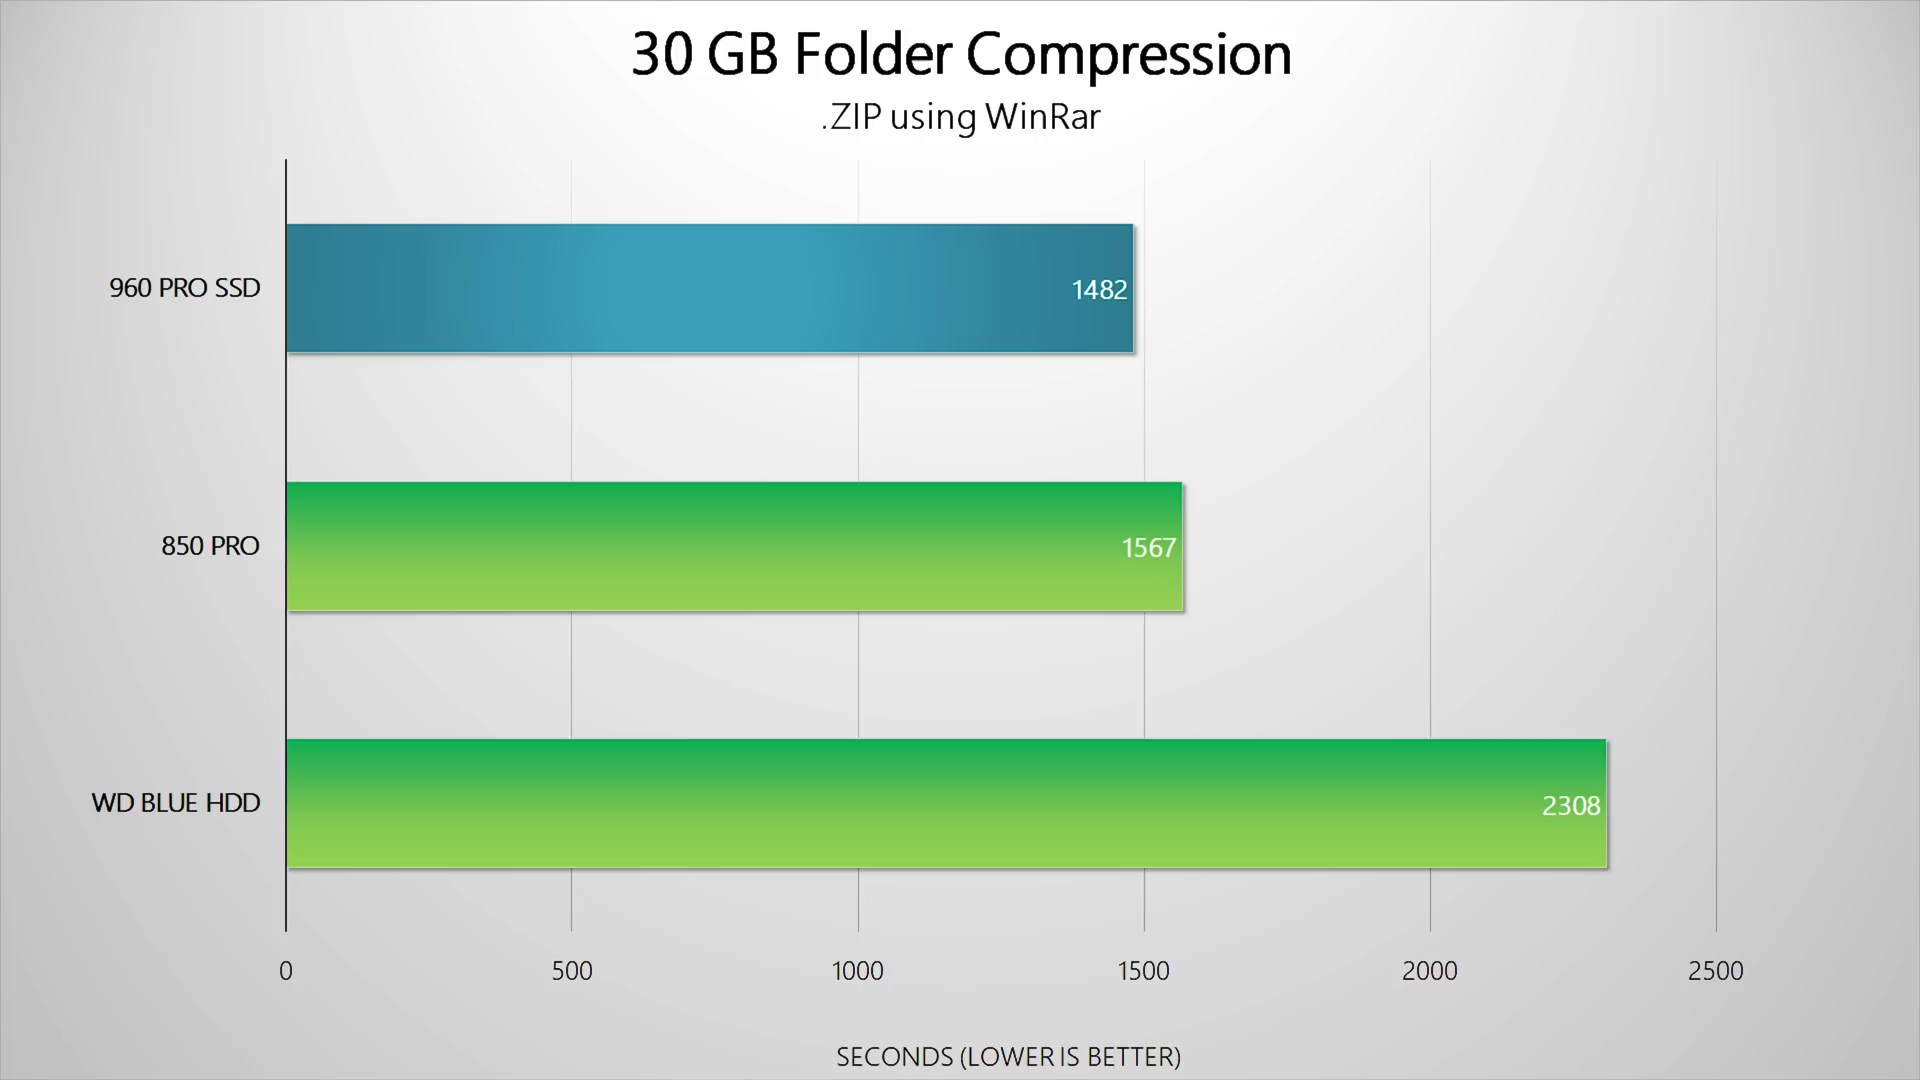 30 GB Folder Compression
.ZIP using WinRar
960 PRO SSD
1482
850 PRO
1567
WD BLUE HDD
2308
0 500 1000 1500 2000 2500
SECONDS (LOWER IS BETTER)